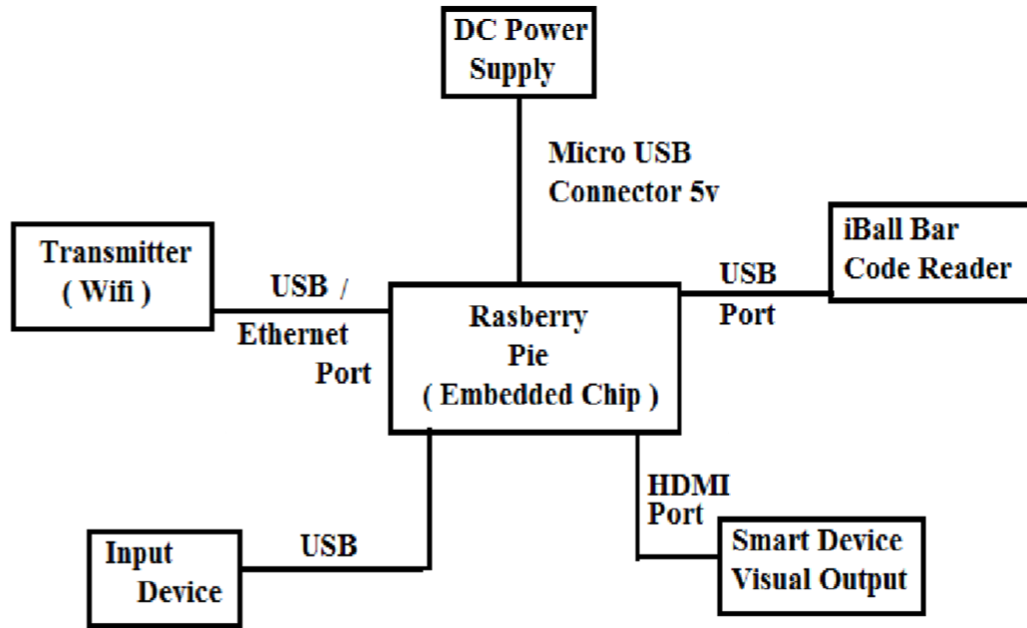 DC Power
Supply
Micro USB
Connector 5v
Transmitter
( Wifi )
USB /
Ethernet
Port
iBall Bar
Code Reader
USB
Port
Rasberry
Pie
( Embedded Chip )
HDMI
Port
Input
Device
USB
Smart Device
Visual Output